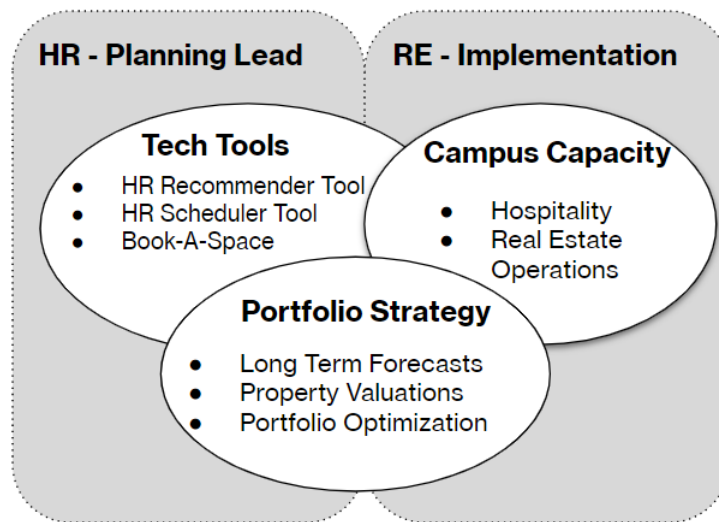 HR - Planning Lead
RE - Implementation
Tech Tools
● HR Recommender Tool
● HR Scheduler Tool
● Book-A-Space
Campus Capacity
● Hospitality
● Real Estate
Operations
Portfolio Strategy
● Long Term Forecasts
● Property Valuations
● Portfolio Optimization